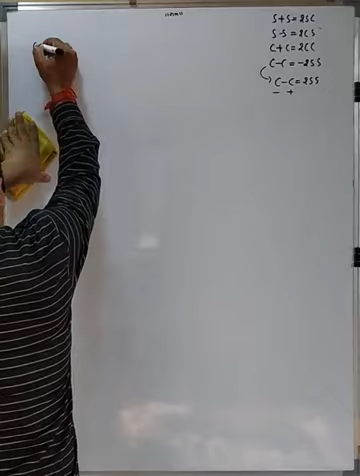 S+S=2SC
S-S=2CS
C+C=2CC
C-C=-2SS
C-C=2SS
- +